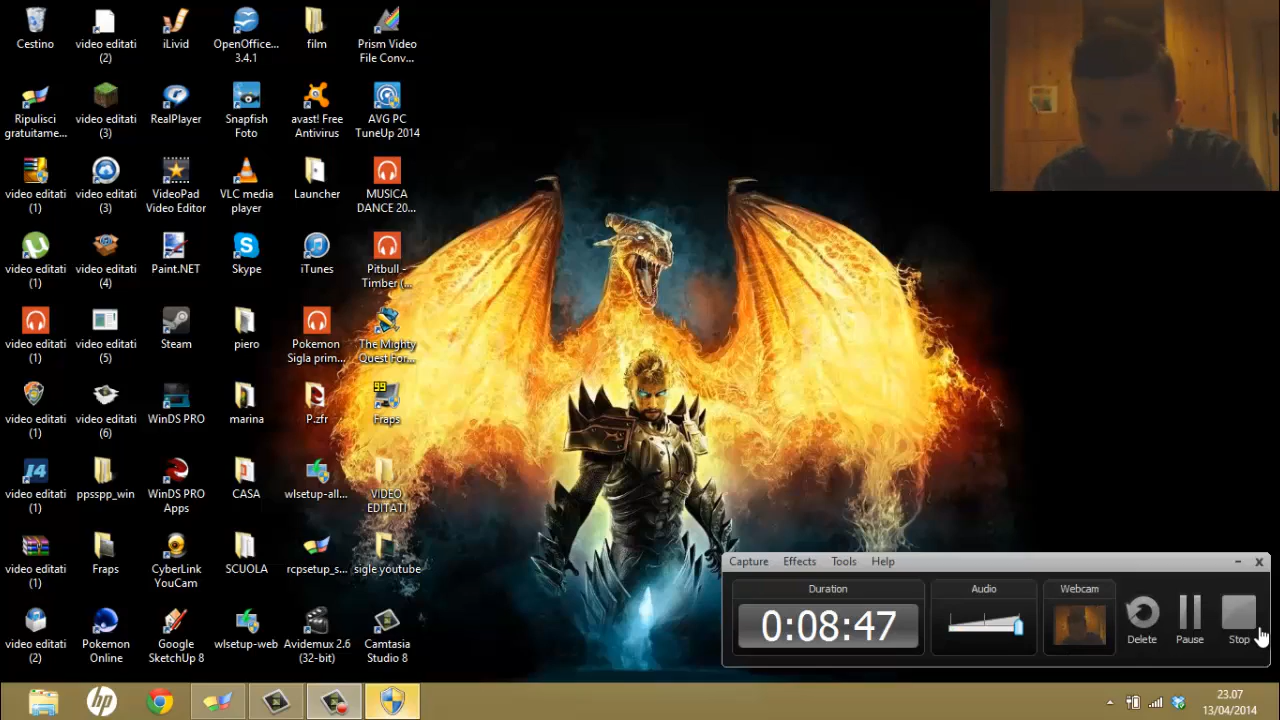 Cestino
video editati
(2)
iLivid
OpenOffice...
3.4.1
film
Prism Video
File Conv...
Ripulisci
gratuitame...
video editati
(3)
RealPlayer
Snapfish
Foto
avast! Free
Antivirus
AVG PC
TuneUp 2014
video editati
(1)
video editati
(3)
VideoPad
Video Editor
VLC media
player
Launcher
MUSICA
DANCE 20...
video editati
(1)
video editati
(4)
Paint.NET
Skype
iTunes
Pitbull -
Timber (...
video editati
(1)
video editati
(5)
Steam
piero
Pokemon
Sigla prim...
The Mighty
Quest For...
video editati
(1)
video editati
(6)
WinDS PRO
marina
P.zfr
99
Fraps
J4
video editati
(1)
ppsspp_win
WinDS PRO
Apps
CASA
wlsetup-all...
VIDEO
EDITATI
video editati
(1)
Fraps
CyberLink
YouCam
SCUOLA
rcpsetup_s...
sigle youtube
video editati
(2)
Pokemon
Online
Google
SketchUp 8
wlsetup-web
Avidemux 2.6
(32-bit)
Camtasia
Studio 8
Capture Effects Tools Help
Duration
0:08:47
Audio
Webcam
Delete
Pause
Stop
hp
23.07
13/04/2014